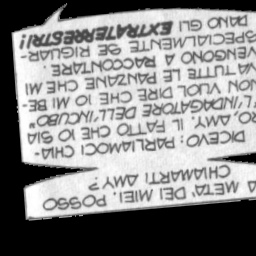 A META' DEI MIEI. POSSO
CHIAMARTI AMY?
DICEVO: PARLIAMOCI CHIA-
RO, AMY. IL FATTO CHE IO SIA
L'INDAGATORE DELL'INCUBO
NON VUOL DIRE CHE IO MI BE-
VA TUTTE LE PANZANE CHE MI
VENGONO A RACCONTARE.
SPECIALMENTE SE RIGUAR-
DANO GLI EXTRATERRESTRI!